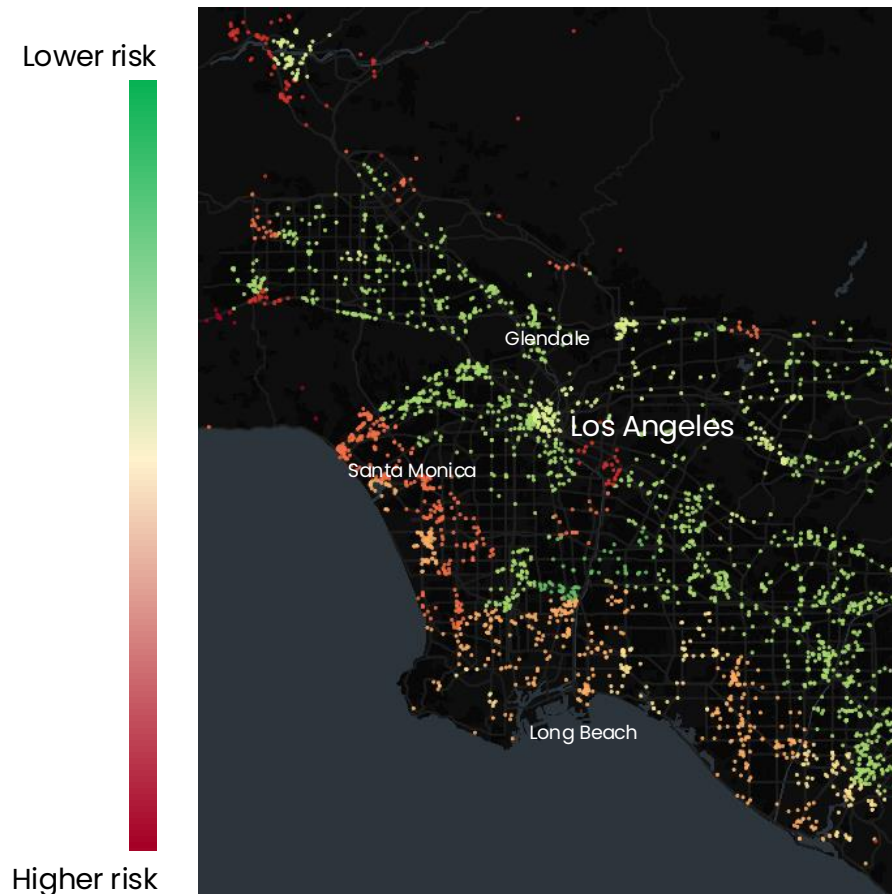 Lower risk
Glendale
Los Angeles
Santa Monica
Long Beach
Higher risk